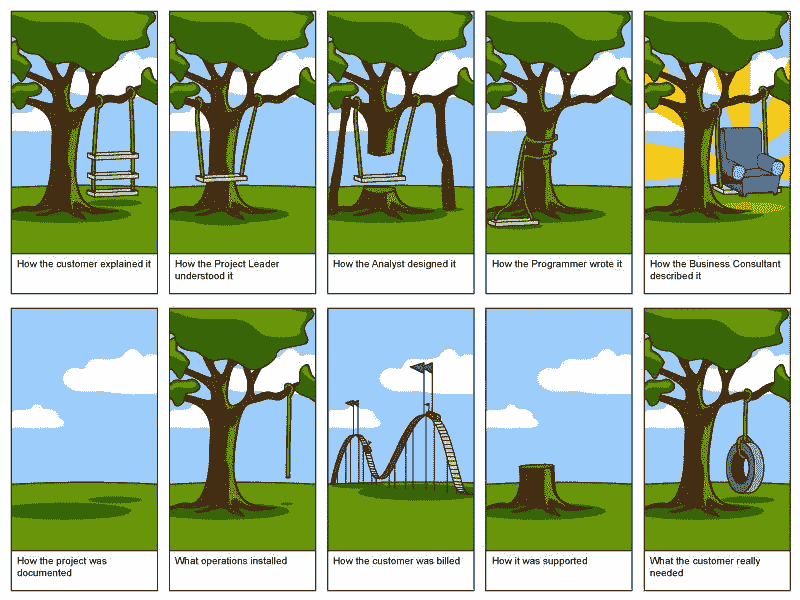 How the customer explained it
How the Project Leader
understood it
How the Analyst designed it
How the Programmer wrote it
How the Business Consultant
described it
How the project was
documented
What operations installed
How the customer was billed
How it was supported
What the customer really
needed